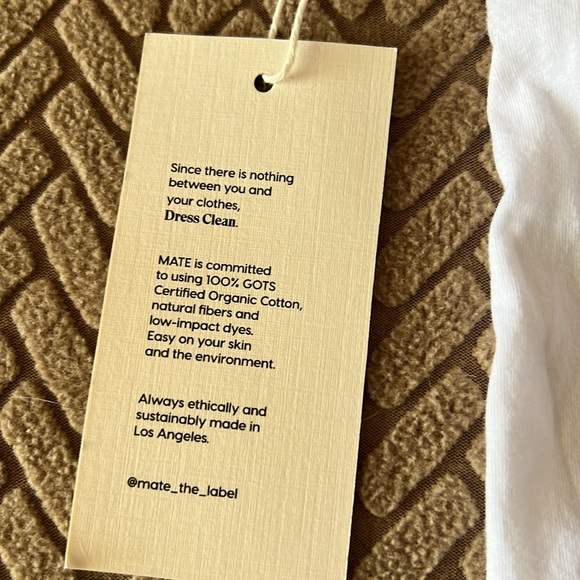 Since there is nothing
between you and
your clothes,
Dress Clean.
MATE is committed
to using 100% GOTS
Certified Organic Cotton,
natural fibers and
low-impact dyes.
Easy on your skin
and the environment.
Always ethically and
sustainably made in
Los Angeles.
@mate_the_label